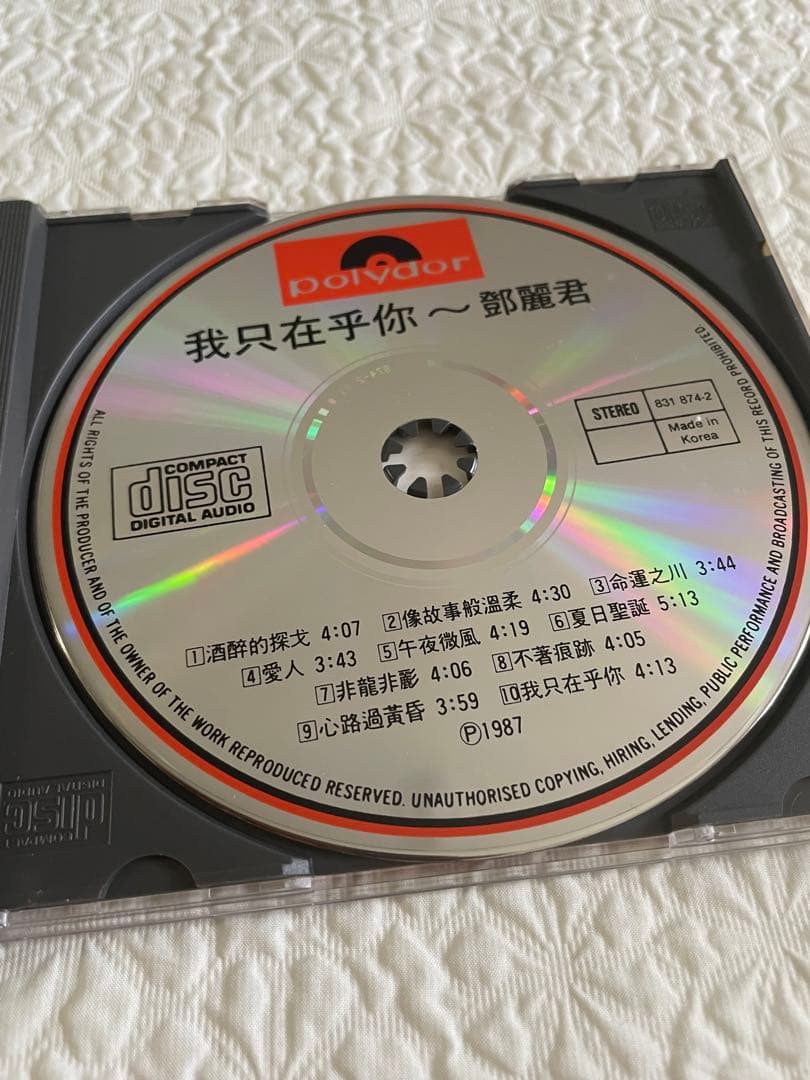 polydor
我只在乎你～鄧麗君
STEREO 831 874-2
Made in
Korea
COMPACT
disc
DIGITAL AUDIO
1酒醉的探戈 4:07 2像故事般溫柔 4:30 3命運之川 3:44
4愛人 3:43 5午夜微風 4:19 6夏日聖誕 5:13
7非龍非彲 4:06 8不著痕跡 4:05
9心路過黃昏 3:59 10我只在乎你 4:13
Ⓟ1987
ALL RIGHTS OF THE PRODUCER AND OF THE OWNER OF THE WORK REPRODUCED RESERVED. UNAUTHORISED COPYING, HIRING, LENDING, PUBLIC PERFORMANCE AND BROADCASTING OF THIS RECORD PROHIBITED
COMPACT
disc
DIGITAL AUDIO